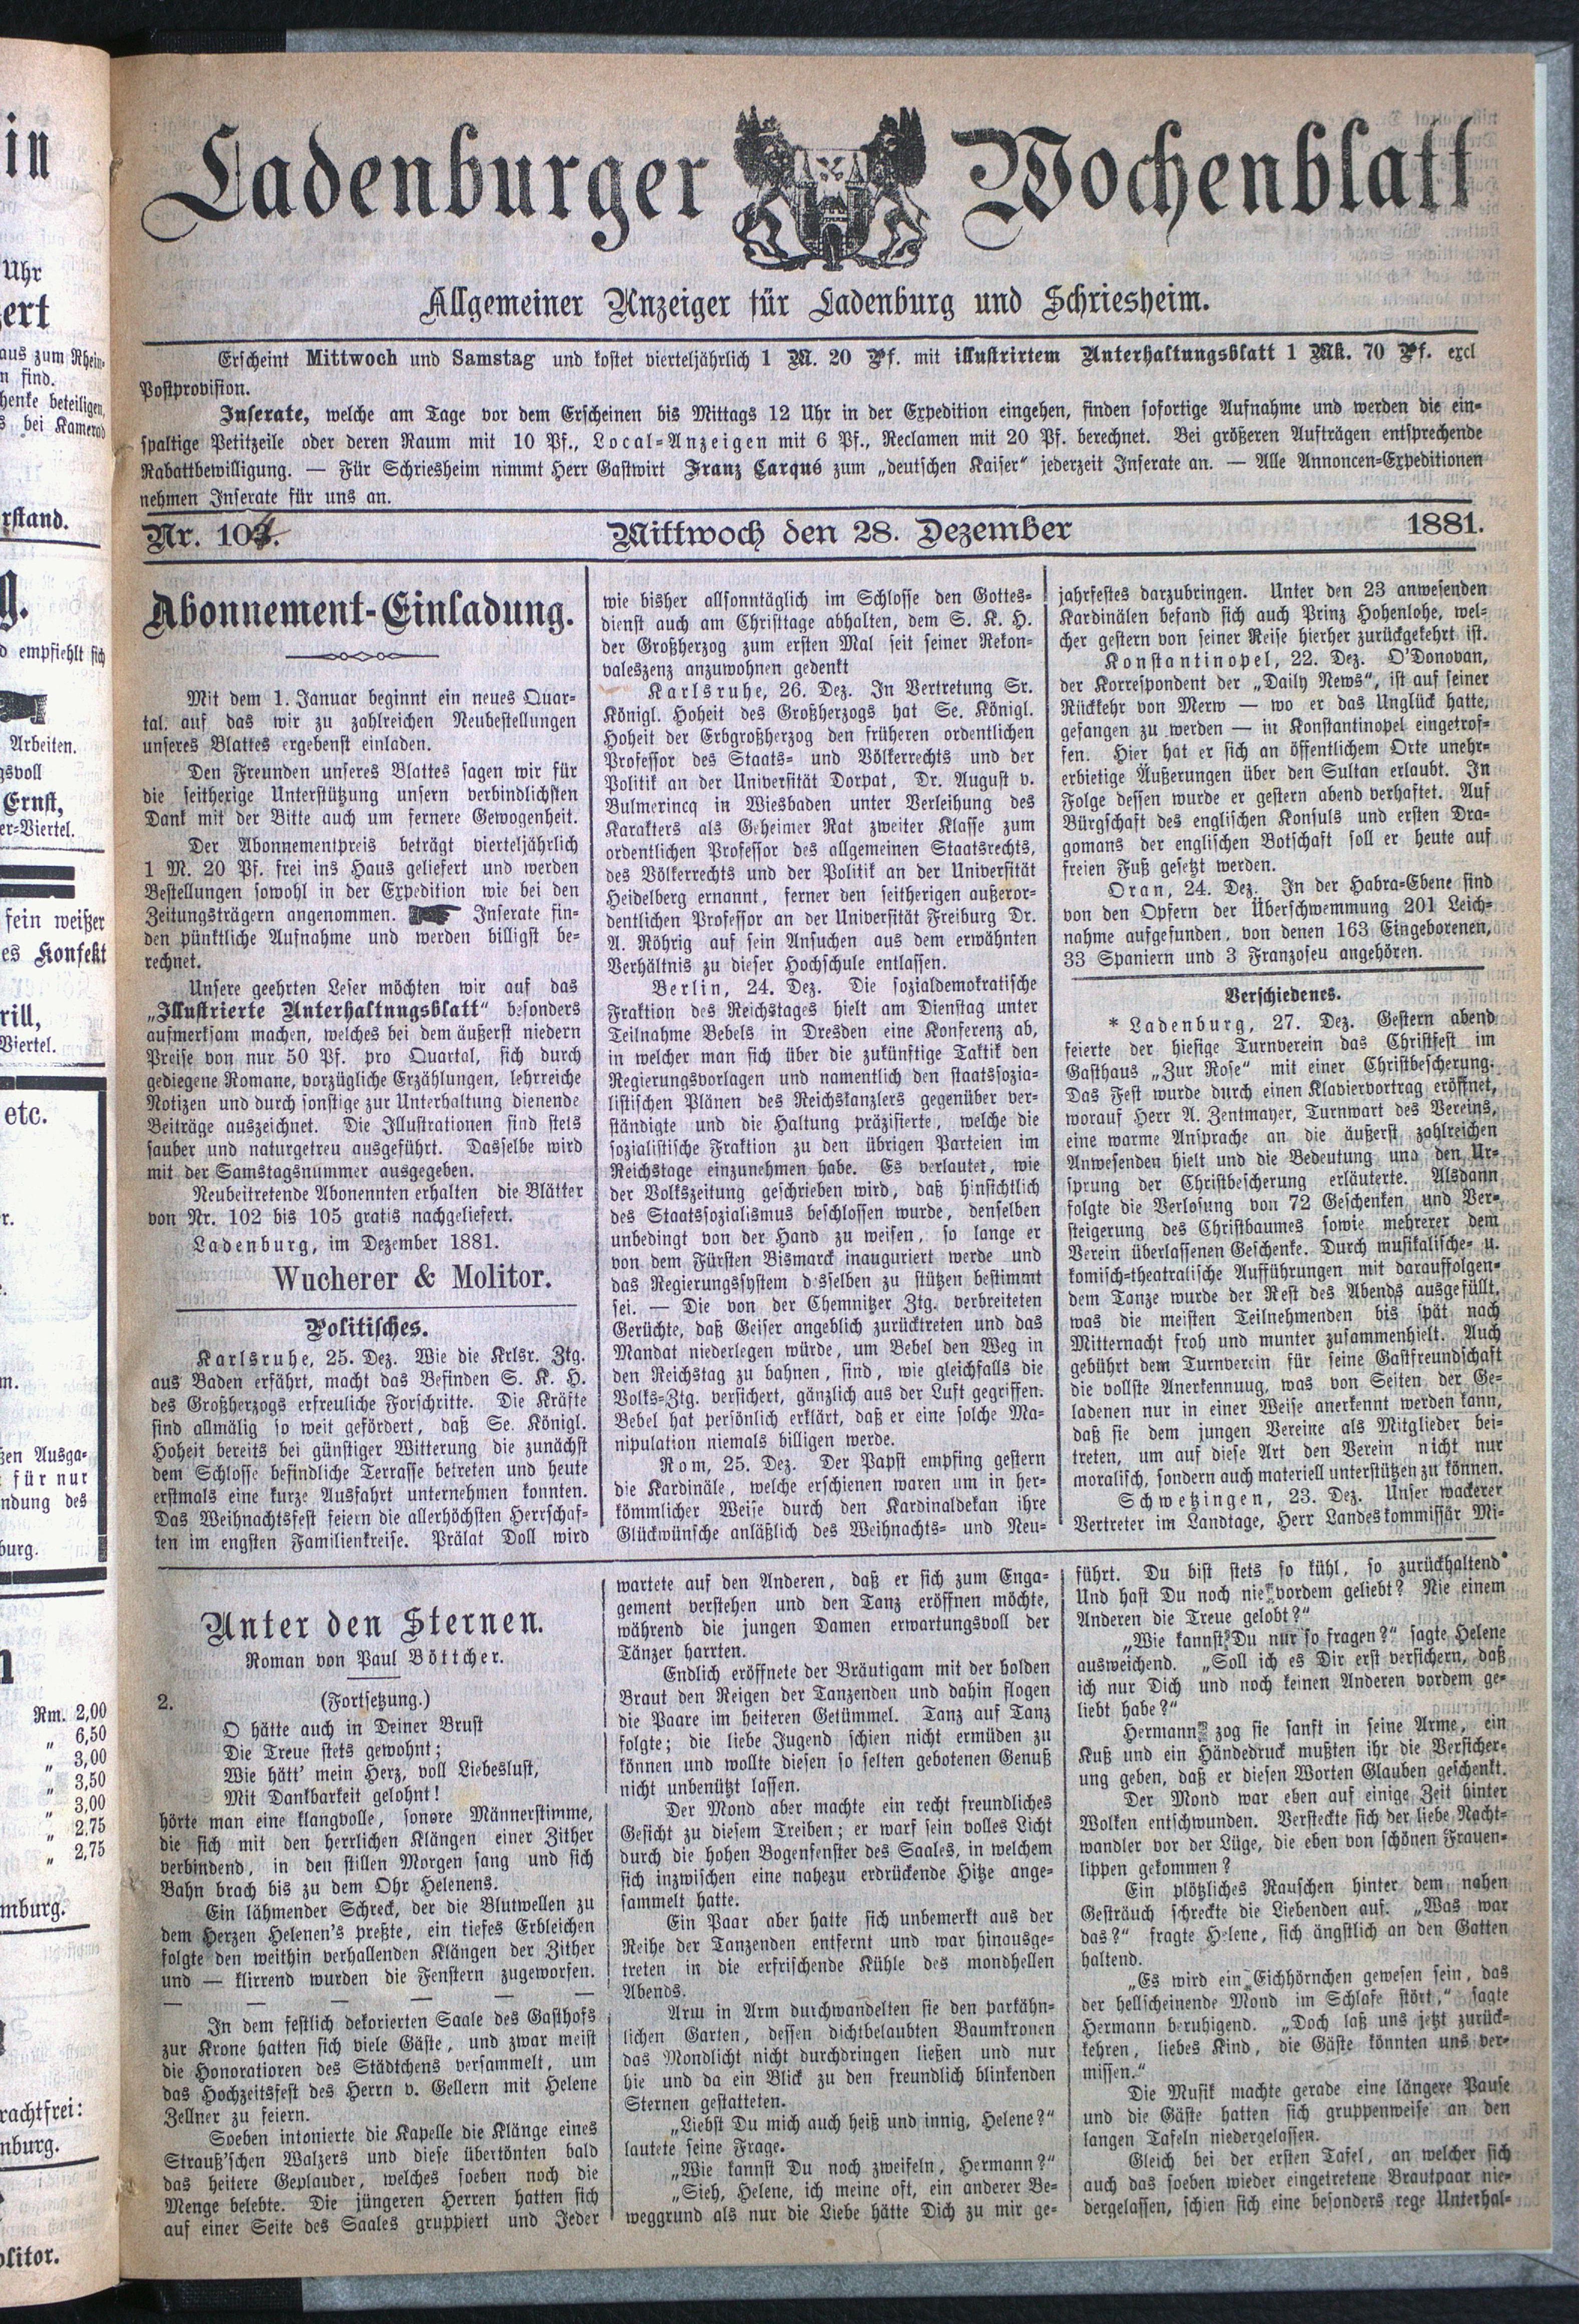 in
Uhr
zert
aus zum Rhein-
n sind.
henke beteiligen,
s bei Kamerad
rstand.
g.
d empfiehlt sich
Arbeiten.
gsvoll
Ernst,
er-Viertel.
fein weißer
es Konfekt
rill,
Viertel.
etc.
r.
m.
zen Ausga-
für nur
ndung des
burg.
n
Rm. 2,00
„ 6,50
„ 3,00
„ 3,50
„ 3,00
„ 2,75
„ 2,75
mburg.
rachtfrei:
nburg.
olitor.
Ladenburger Wochenblatt
Allgemeiner Anzeiger für Ladenburg und Schriesheim.
Erscheint Mittwoch und Samstag und kostet vierteljährlich 1 M. 20 Pf. mit illustrirtem Unterhaltungsblatt 1 Mk. 70 Pf. excl
Postprovision.
Inserate, welche am Tage vor dem Erscheinen bis Mittags 12 Uhr in der Expedition eingehen, finden sofortige Aufnahme und werden die ein-
spaltige Petitzeile oder deren Raum mit 10 Pf., Local-Anzeigen mit 6 Pf., Reclamen mit 20 Pf. berechnet. Bei größeren Aufträgen entsprechende
Rabattbewilligung. — Für Schriesheim nimmt Herr Gastwirt Franz Carqué zum „deutschen Kaiser“ jederzeit Inserate an. — Alle Annoncen-Expeditionen
nehmen Inserate für uns an.
Nr. 104. Mittwoch den 28. Dezember 1881.
Abonnement-Einladung.
Mit dem 1. Januar beginnt ein neues Quar-
tal. auf das wir zu zahlreichen Neubestellungen
unseres Blattes ergebenst einladen.
Den Freunden unseres Blattes sagen wir für
die seitherige Unterstützung unsern verbindlichsten
Dank mit der Bitte auch um fernere Gewogenheit.
Der Abonnementpreis beträgt vierteljährlich
1 M. 20 Pf. frei ins Haus geliefert und werden
Bestellungen sowohl in der Expedition wie bei den
Zeitungsträgern angenommen. Inserate fin-
den pünktliche Aufnahme und werden billigst be-
rechnet.
Unsere geehrten Leser möchten wir auf das
„Illustrierte Unterhaltungsblatt“ besonders
aufmerksam machen, welches bei dem äußerst niedern
Preise von nur 50 Pf. pro Quartal, sich durch
gediegene Romane, vorzügliche Erzählungen, lehrreiche
Notizen und durch sonstige zur Unterhaltung dienende
Beiträge auszeichnet. Die Illustrationen sind stets
sauber und naturgetreu ausgeführt. Dasselbe wird
mit der Samstagsnummer ausgegeben.
Neubeitretende Abonennten erhalten die Blätter
von Nr. 102 bis 105 gratis nachgeliefert.
Ladenburg, im Dezember 1881.
Wucherer & Molitor.
Politisches.
Karlsruhe, 25. Dez. Wie die Krlsr. Ztg.
aus Baden erfährt, macht das Befinden S. K. H.
des Großherzogs erfreuliche Forschritte. Die Kräfte
sind allmälig so weit gefördert, daß Se. Königl.
Hoheit bereits bei günstiger Witterung die zunächst
dem Schlosse befindliche Terrasse betreten und heute
erstmals eine kurze Ausfahrt unternehmen konnten.
Das Weihnachtsfest feiern die allerhöchsten Herrschaf-
ten im engsten Familienkreise. Prälat Doll wird
wie bisher allsonntäglich im Schlosse den Gottes-
dienst auch am Christtage abhalten, dem S. K. H.
der Großherzog zum ersten Mal seit seiner Rekon-
valeszenz anzuwohnen gedenkt
Karlsruhe, 26. Dez. In Vertretung Sr.
Königl. Hoheit des Großherzogs hat Se. Königl.
Hoheit der Erbgroßherzog den früheren ordentlichen
Professor des Staats- und Völkerrechts und der
Politik an der Universität Dorpat, Dr. August v.
Bulmerincq in Wiesbaden unter Verleihung des
Karakters als Geheimer Rat zweiter Klasse zum
ordentlichen Professor des allgemeinen Staatsrechts,
des Völkerrechts und der Politik an der Universität
Heidelberg ernannt, ferner den seitherigen außeror-
dentlichen Professor an der Universität Freiburg Dr.
A. Röhrig auf sein Ansuchen aus dem erwähnten
Verhältnis zu dieser Hochschule entlassen.
Berlin, 24. Dez. Die sozialdemokratische
Fraktion des Reichstages hielt am Dienstag unter
Teilnahme Bebels in Dresden eine Konferenz ab,
in welcher man sich über die zukünftige Taktik den
Regierungsvorlagen und namentlich den staatssozia-
listischen Plänen des Reichskanzlers gegenüber ver-
ständigte und die Haltung präzisierte, welche die
sozialistische Fraktion zu den übrigen Parteien im
Reichstage einzunehmen habe. Es verlautet, wie
der Volkszeitung geschrieben wird, daß hinsichtlich
des Staatssozialismus beschlossen wurde, denselben
unbedingt von der Hand zu weisen, so lange er
von dem Fürsten Bismarck inauguriert werde und
das Regierungssystem desselben zu stützen bestimmt
sei. — Die von der Chemnitzer Ztg. verbreiteten
Gerüchte, daß Geiser angeblich zurücktreten und das
Mandat niederlegen würde, um Bebel den Weg in
den Reichstag zu bahnen, sind, wie gleichfalls die
Volks-Ztg. versichert, gänzlich aus der Luft gegriffen.
Bebel hat persönlich erklärt, daß er eine solche Ma-
nipulation niemals billigen werde.
Rom, 25. Dez. Der Papst empfing gestern
die Kardinäle, welche erschienen waren um in her-
kömmlicher Weise durch den Kardinaldekan ihre
Glückwünsche anläßlich des Weihnachts- und Neu-
jahrfestes darzubringen. Unter den 23 anwesenden
Kardinälen befand sich auch Prinz Hohenlohe, wel-
cher gestern von seiner Reise hierher zurückgekehrt ist.
Konstantinopel, 22. Dez. O'Donovan,
der Korrespondent der „Daily News“, ist auf seiner
Rückkehr von Merw — wo er das Unglück hatte,
gefangen zu werden — in Konstantinopel eingetrof-
fen. Hier hat er sich an öffentlichem Orte unehr-
erbietige Äußerungen über den Sultan erlaubt. In
Folge dessen wurde er gestern abend verhaftet. Auf
Bürgschaft des englischen Konsuls und ersten Dra-
gomans der englischen Botschaft soll er heute auf
freien Fuß gesetzt werden.
Oran, 24. Dez. In der Habra-Ebene sind
von den Opfern der Überschwemmung 201 Leich-
nahme aufgefunden, von denen 163 Eingeborenen,
33 Spaniern und 3 Franzoseu angehören.
Verschiedenes.
* Ladenburg, 27. Dez. Gestern abend
feierte der hiesige Turnverein das Christfest im
Gasthaus „Zur Rose“ mit einer Christbescherung.
Das Fest wurde durch einen Klaviervortrag eröffnet,
worauf Herr A. Zentmayer, Turnwart des Vereins,
eine warme Ansprache an die äußerst zahlreichen
Anwesenden hielt und die Bedeutung und den Ur-
sprung der Christbescherung erläuterte. Alsdann
folgte die Verlosung von 72 Geschenken und Ver-
steigerung des Christbaumes sowie mehrerer dem
Verein überlassenen Geschenke. Durch musikalische- u.
komisch-theatralische Aufführungen mit darauffolgen-
dem Tanze wurde der Rest des Abends ausgefüllt,
was die meisten Teilnehmenden bis spät nach
Mitternacht froh und munter zusammenhielt. Auch
gebührt dem Turnverein für seine Gastfreundschaft
die vollste Anerkennuug, was von Seiten der Ge-
ladenen nur in einer Weise anerkennt werden kann,
daß sie dem jungen Vereine als Mitglieder bei-
treten, um auf diese Art den Verein nicht nur
moralisch, sondern auch materiell unterstützen zu können.
Schwetzingen, 23. Dez. Unser wackerer
Vertreter im Landtage, Herr Landeskommissär Mi-
Unter den Sternen.
Roman von Paul Böttcher.
2. (Fortsetzung.)
O hätte auch in Deiner Brust
Die Treue stets gewohnt;
Wie hätt' mein Herz, voll Liebeslust,
Mit Dankbarkeit gelohnt!
hörte man eine klangvolle, sonore Männerstimme,
die sich mit den herrlichen Klängen einer Zither
verbindend, in den stillen Morgen sang und sich
Bahn brach bis zu dem Ohr Helenens.
Ein lähmender Schreck, der die Blutwellen zu
dem Herzen Helenen's preßte, ein tiefes Erbleichen
folgte den weithin verhallenden Klängen der Zither
und — klirrend wurden die Fenstern zugeworfen.
— — — — — —
In dem festlich dekorierten Saale des Gasthofs
zur Krone hatten sich viele Gäste, und zwar meist
die Honoratioren des Städtchens versammelt, um
das Hochzeitsfest des Herrn v. Gellern mit Helene
Zellner zu feiern.
Soeben intonierte die Kapelle die Klänge eines
Strauß'schen Walzers und diese übertönten bald
das heitere Geplauder, welches soeben noch die
Menge belebte. Die jüngeren Herren hatten sich
auf einer Seite des Saales gruppiert und Jeder
wartete auf den Anderen, daß er sich zum Enga-
gement verstehen und den Tanz eröffnen möchte,
während die jungen Damen erwartungsvoll der
Tänzer harrten.
Endlich eröffnete der Bräutigam mit der holden
Braut den Reigen der Tanzenden und dahin flogen
die Paare im heiteren Getümmel. Tanz auf Tanz
folgte; die liebe Jugend schien nicht ermüden zu
können und wollte diesen so selten gebotenen Genuß
nicht unbenützt lassen.
Der Mond aber machte ein recht freundliches
Gesicht zu diesem Treiben; er warf sein volles Licht
durch die hohen Bogenfenster des Saales, in welchem
sich inzwischen eine nahezu erdrückende Hitze ange-
sammelt hatte.
Ein Paar aber hatte sich unbemerkt aus der
Reihe der Tanzenden entfernt und war hinausge-
treten in die erfrischende Kühle des mondhellen
Abends.
Arm in Arm durchwandelten sie den parkähn-
lichen Garten, dessen dichtbelaubten Baumkronen
das Mondlicht nicht durchdringen ließen und nur
hie und da ein Blick zu den freundlich blinkenden
Sternen gestatteten.
„Liebst Du mich auch heiß und innig, Helene?“
lautete seine Frage.
„Wie kannst Du noch zweifeln, Hermann?“
„Sieh, Helene, ich meine oft, ein anderer Be-
weggrund als nur die Liebe hätte Dich zu mir ge-
führt. Du bist stets so kühl, so zurückhaltend
Und hast Du noch nie vordem geliebt? Nie einem
Anderen die Treue gelobt?“
„Wie kannst Du nur so fragen?“ sagte Helene
ausweichend. „Soll ich es Dir erst versichern, daß
ich nur Dich und noch keinen Anderen vordem ge-
liebt habe?“
Hermann zog sie sanft in seine Arme, ein
Kuß und ein Händedruck mußten ihr die Versicher-
ung geben, daß er diesen Worten Glauben geschenkt.
Der Mond war eben auf einige Zeit hinter
Wolken entschwunden. Versteckte sich der liebe Nacht-
wandler vor der Lüge, die eben von schönen Frauen-
lippen gekommen?
Ein plötzliches Rauschen hinter dem nahen
Gesträuch schreckte die Liebenden auf. „Was war
das?“ fragte Helene, sich ängstlich an den Gatten
haltend.
„Es wird ein Eichhörnchen gewesen sein, das
der hellscheinende Mond im Schlafe stört,“ sagte
Hermann beruhigend. „Doch laß uns jetzt zurück-
kehren, liebes Kind, die Gäste könnten uns ver-
missen.“
Die Musik machte gerade eine längere Pause
und die Gäste hatten sich gruppenweise an den
langen Tafeln niedergelassen.
Gleich bei der ersten Tafel, an welcher sich
auch das soeben wieder eingetretene Brautpaar nie-
dergelassen, schien sich eine besonders rege Unterhal-